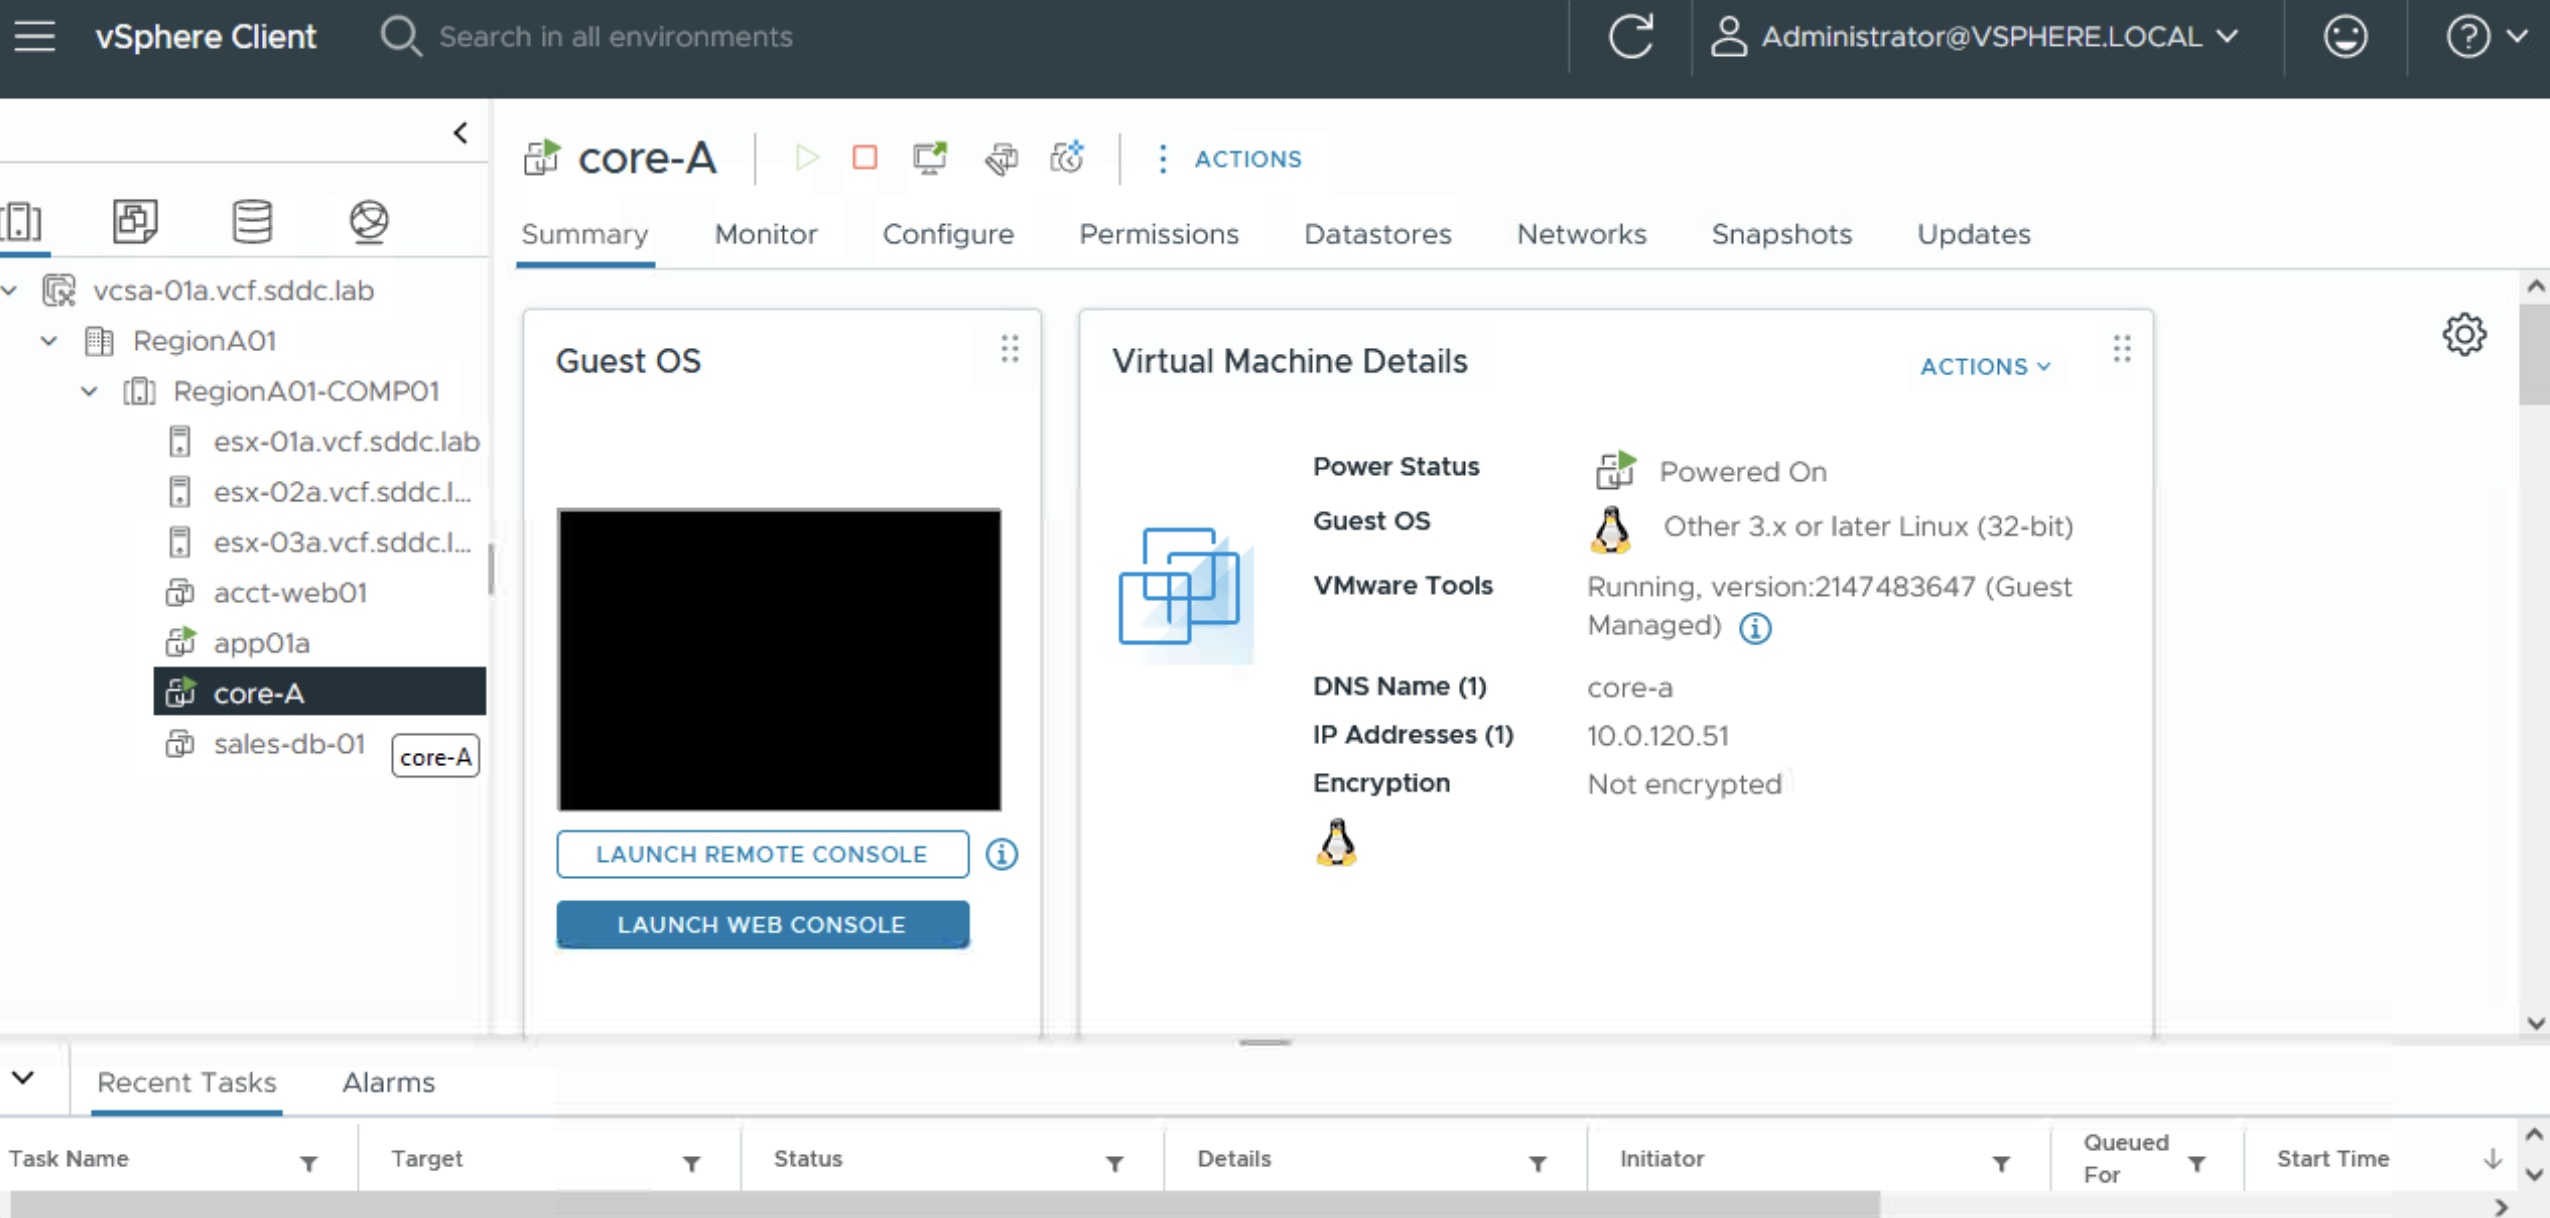 vSphere Client
Search in all environments
Administrator@VSPHERE.LOCAL
core-A
ACTIONS
Summary
Monitor
Configure
Permissions
Datastores
Networks
Snapshots
Updates
vcsa-01a.vcf.sddc.lab
RegionA01
RegionA01-COMP01
esx-01a.vcf.sddc.lab
esx-02a.vcf.sddc.l...
esx-03a.vcf.sddc.l...
acct-web01
app01a
core-A
sales-db-01
core-A
Guest OS
LAUNCH REMOTE CONSOLE
LAUNCH WEB CONSOLE
Virtual Machine Details
ACTIONS
Power Status
Powered On
Guest OS
Other 3.x or later Linux (32-bit)
VMware Tools
Running, version:2147483647 (Guest
Managed)
DNS Name (1)
core-a
IP Addresses (1)
10.0.120.51
Encryption
Not encrypted
Recent Tasks
Alarms
Task Name
Target
Status
Details
Initiator
Queued
For
Start Time